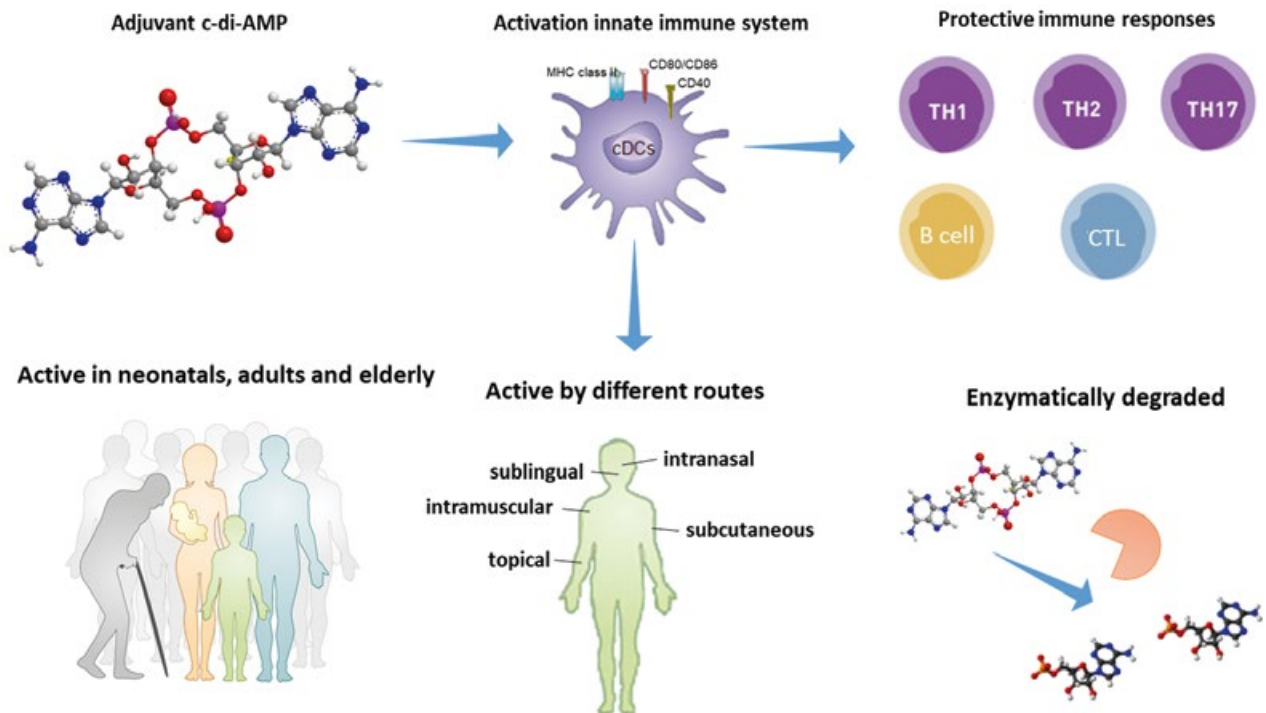 Adjuvant c-di-AMP
Activation innate immune system
Protective immune responses
MHC class II
CD80/CD86
CD40
cDCs
TH1
TH2
TH17
B cell
CTL
Active in neonatals, adults and elderly
Active by different routes
Enzymatically degraded
sublingual
intranasal
intramuscular
subcutaneous
topical